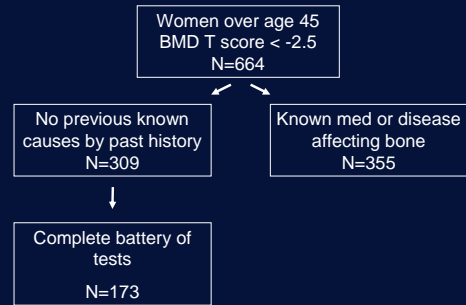 Women over age 45
BMD T score < -2.5
N=664
No previous known
causes by past history
N=309
Known med or disease
affecting bone
N=355
Complete battery of
tests
N=173